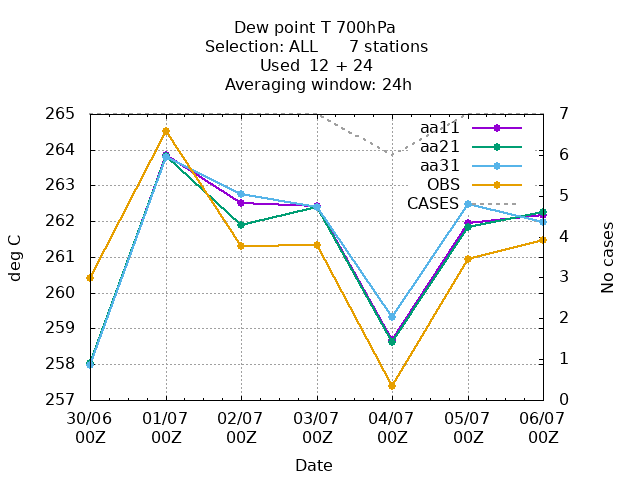 Dew point T 700hPa
Selection: ALL 7 stations
Used 12 + 24
Averaging window: 24h
265
264
263
262
261
260
259
258
257
deg C
7
6
5
4
3
2
1
0
No cases
aa11
aa21
aa31
OBS
CASES
30/06 01/07 02/07 03/07 04/07 05/07 06/07
00Z 00Z 00Z 00Z 00Z 00Z 00Z
Date